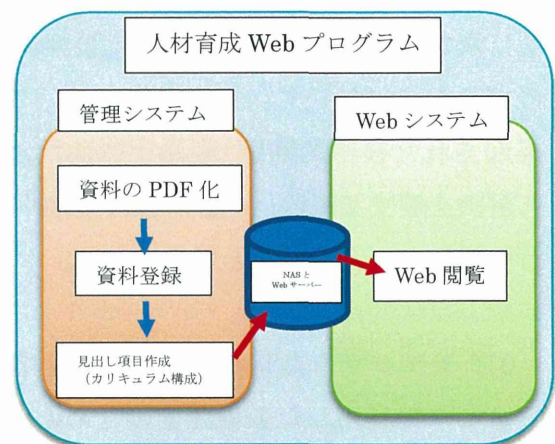 人材育成 Web プログラム
管理システム
Web システム
資料の PDF 化
資料登録
NAS と
Web サーバー
Web 閲覧
見出し項目作成
（カリキュラム構成）